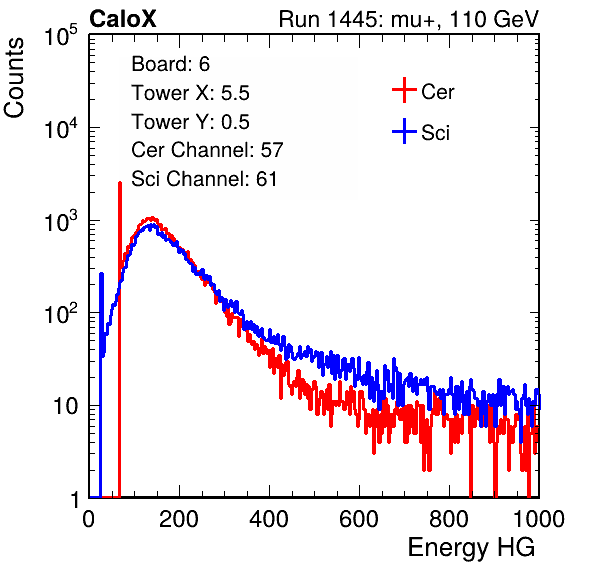 CaloX Run 1445: mu+, 110 GeV
Board: 6
Tower X: 5.5
Tower Y: 0.5
Cer Channel: 57
Sci Channel: 61
Cer
Sci
Counts
10^5
10^4
10^3
10^2
10
1
0 200 400 600 800 1000
Energy HG